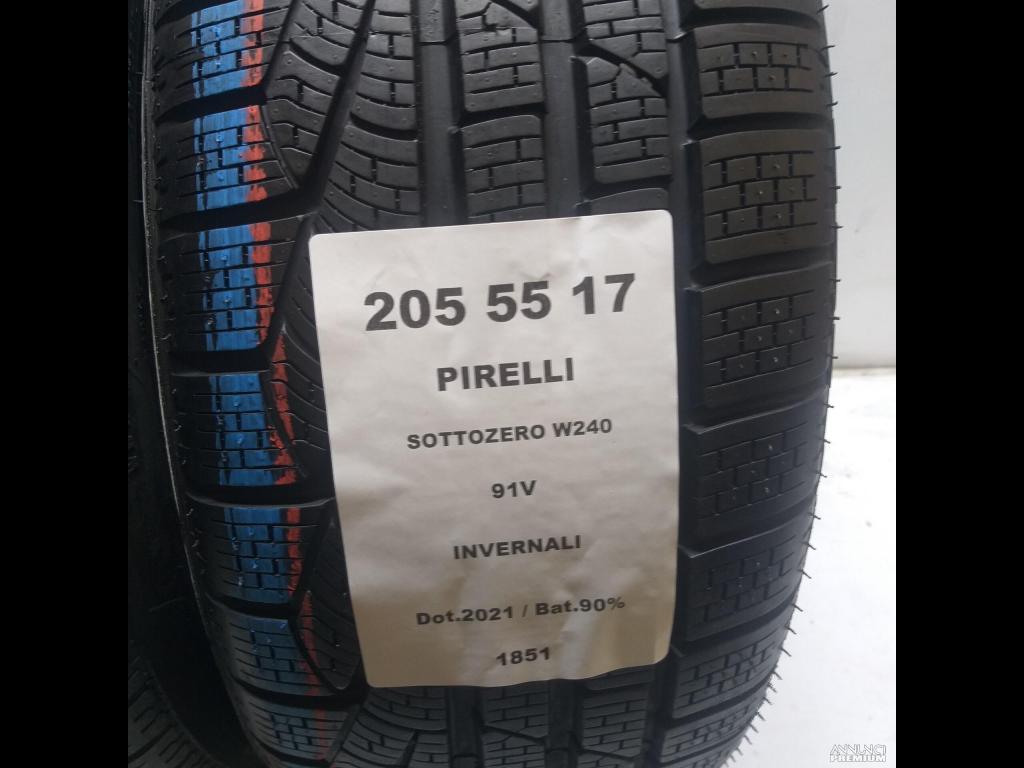 205 55 17
PIRELLI
SOTTOZERO W240
91V
INVERNALI
Dot.2021 / Bat.90%
1851
ANNUNCI
PREMIUM